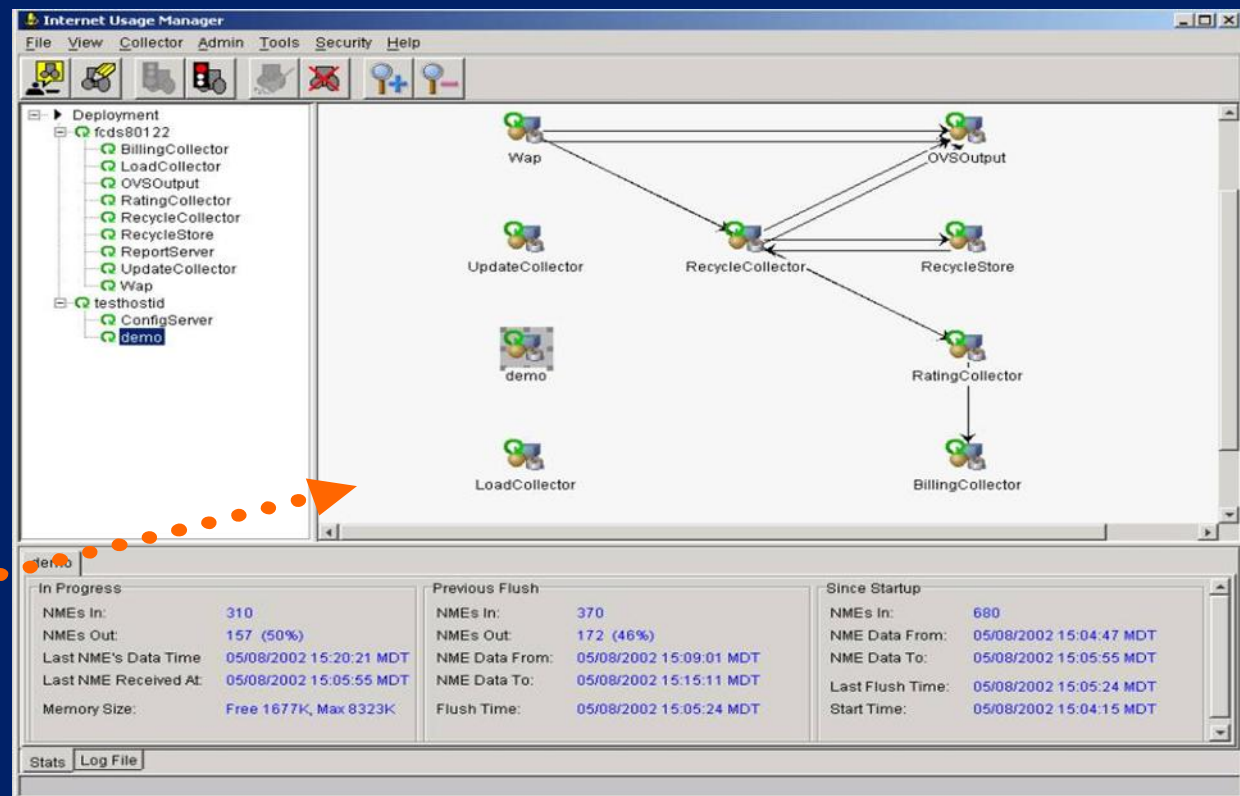 Internet Usage Manager
File View Collector Admin Tools Security Help
Deployment
fcds80122
BillingCollector
LoadCollector
OVSOutput
RatingCollector
RecycleCollector
RecycleStore
ReportServer
UpdateCollector
Wap
testhostid
ConfigServer
demo
Wap
OVSOutput
UpdateCollector
RecycleCollector
RecycleStore
demo
RatingCollector
LoadCollector
BillingCollector
demo
In Progress
NMEs In: 310
NMEs Out: 157 (50%)
Last NME's Data Time 05/08/2002 15:20:21 MDT
Last NME Received At: 05/08/2002 15:05:55 MDT
Memory Size: Free 1677K, Max 8323K
Previous Flush
NMEs In: 370
NMEs Out: 172 (46%)
NME Data From: 05/08/2002 15:09:01 MDT
NME Data To: 05/08/2002 15:15:11 MDT
Flush Time: 05/08/2002 15:05:24 MDT
Since Startup
NMEs In: 680
NME Data From: 05/08/2002 15:04:47 MDT
NME Data To: 05/08/2002 15:05:55 MDT
Last Flush Time: 05/08/2002 15:05:24 MDT
Start Time: 05/08/2002 15:04:15 MDT
Stats Log File